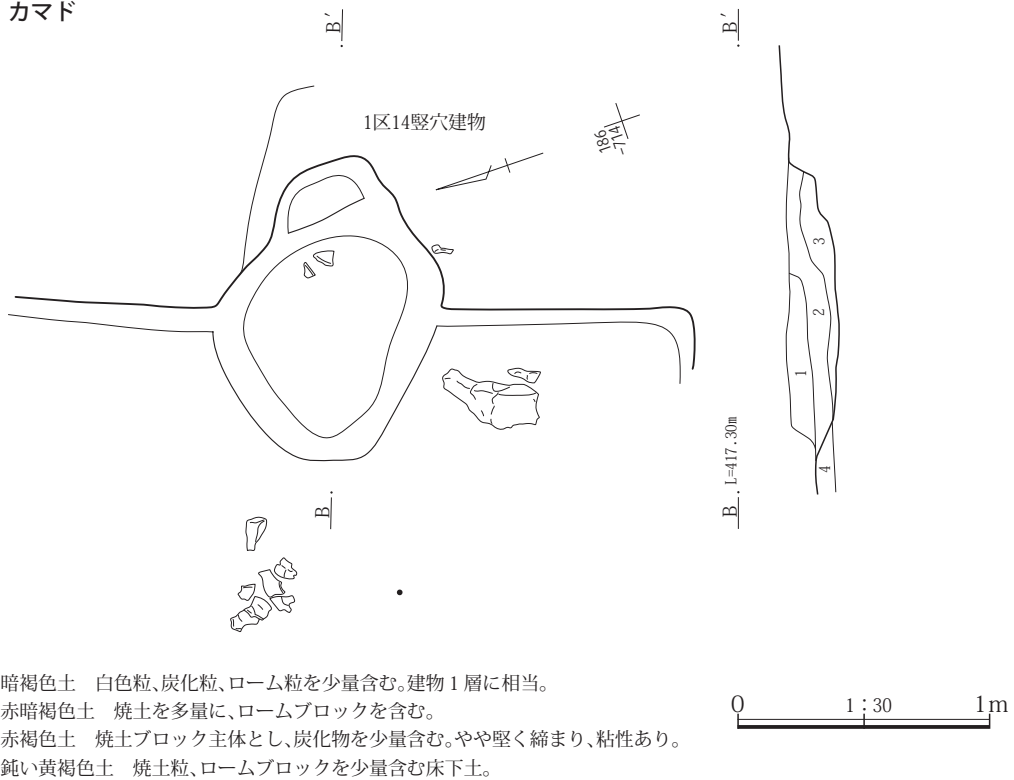 カマド
B′
B′
1区14竪穴建物
186
-714
3
2
1
4
L=417.30m
B
B
暗褐色土　白色粒、炭化粒、ローム粒を少量含む。建物1層に相当。
赤暗褐色土　焼土を多量に、ロームブロックを含む。
赤褐色土　焼土ブロック主体とし、炭化物を少量含む。やや堅く締まり、粘性あり。
鈍い黄褐色土　焼土粒、ロームブロックを少量含む床下土。
0 1:30 1m